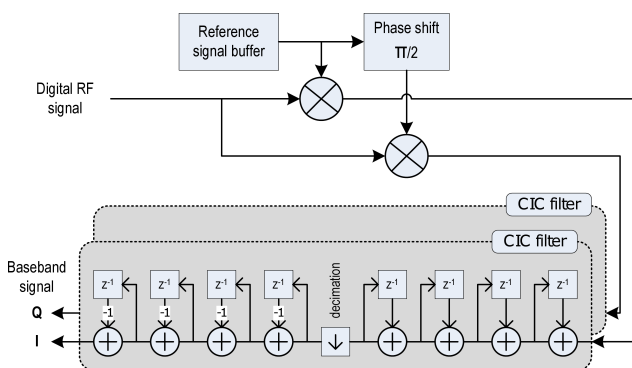 Reference
signal buffer
Phase shift
π/2
Digital RF
signal
CIC filter
CIC filter
Baseband
signal
Q
I
z⁻¹ z⁻¹ z⁻¹ z⁻¹ decimation z⁻¹ z⁻¹ z⁻¹ z⁻¹
-1 -1 -1 -1